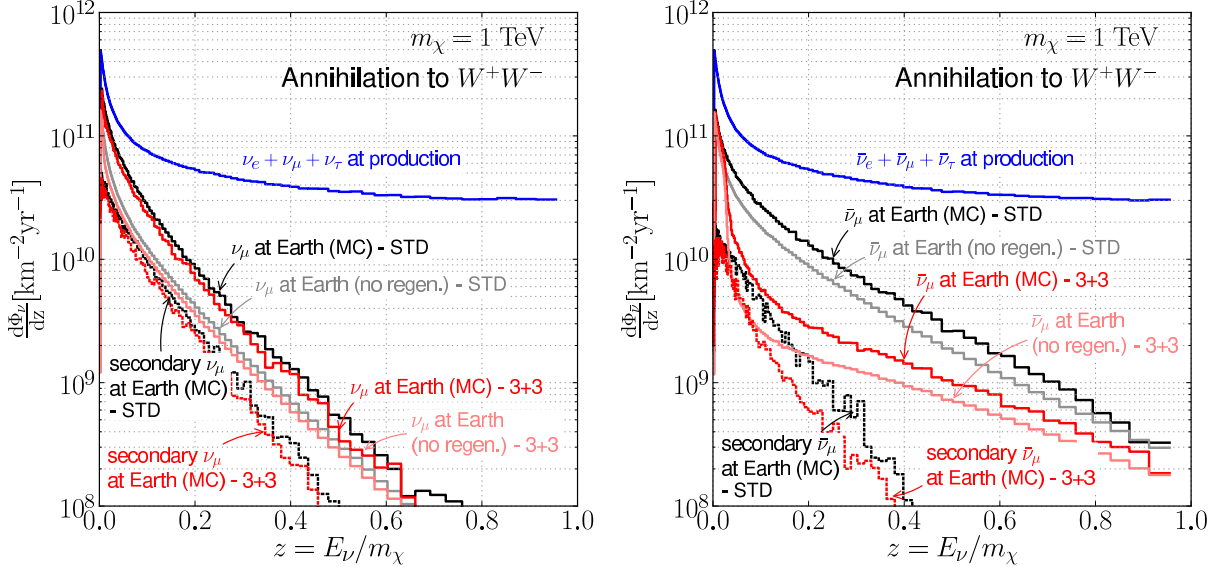 10^{12}
10^{11}
10^{10}
10^{9}
10^{8}
\frac{dΦ_{ν̄}}{dz}[km^{-2}yr^{-1}]
m_χ = 1 TeV
Annihilation to W^+W^-
ν_e + ν_μ + ν_τ at production
ν_μ at Earth (MC) - STD
ν_μ at Earth (no regen.) - STD
secondary ν_μ
at Earth (MC)
- STD
ν_μ at Earth (MC) - 3+3
ν_μ at Earth
(no regen.) - 3+3
secondary ν_μ
at Earth (MC) - 3+3
0.0 0.2 0.4 0.6 0.8 1.0
z = E_ν/m_χ
10^{12}
10^{11}
10^{10}
10^{9}
10^{8}
\frac{dΦ_{ν̄}}{dz}[km^{-2}yr^{-1}]
m_χ = 1 TeV
Annihilation to W^+W^-
ν̄_e + ν̄_μ + ν̄_τ at production
ν̄_μ at Earth (MC) - STD
ν̄_μ at Earth (no regen.) - STD
ν̄_μ at Earth (MC) - 3+3
ν̄_μ at Earth
(no regen.) - 3+3
secondary ν̄_μ
at Earth (MC)
- STD
secondary ν̄_μ
at Earth (MC) - 3+3
0.0 0.2 0.4 0.6 0.8 1.0
z = E_ν/m_χ